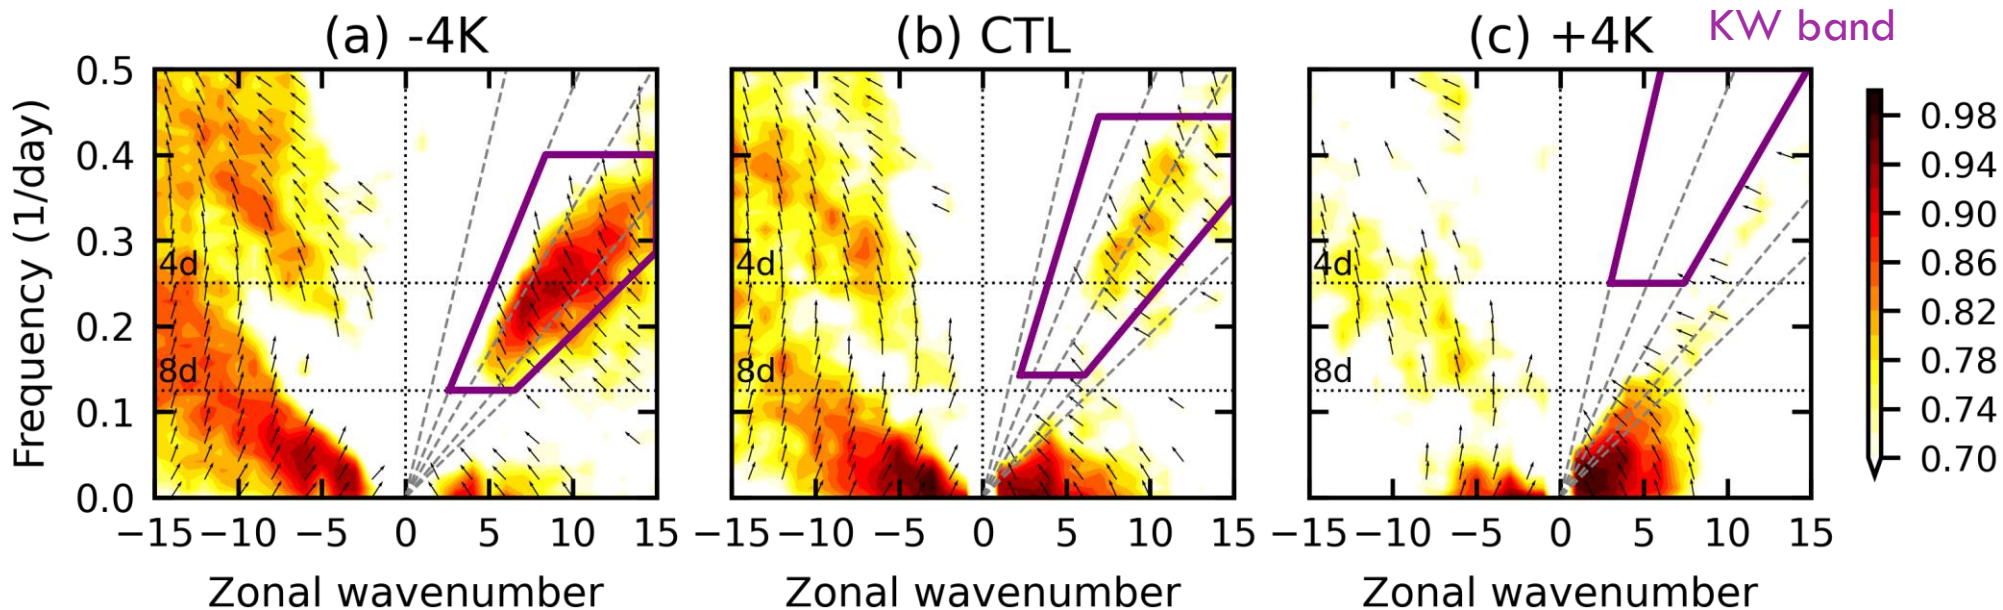 (a) -4K (b) CTL (c) +4K KW band
Frequency (1/day)
0.5
0.4
0.3
0.2
0.1
0.0
4d
8d
4d
8d
4d
8d
−15 −10 −5 0 5 10 15
−15 −10 −5 0 5 10 15
−15 −10 −5 0 5 10 15
Zonal wavenumber
Zonal wavenumber
Zonal wavenumber
0.98
0.94
0.90
0.86
0.82
0.78
0.74
0.70